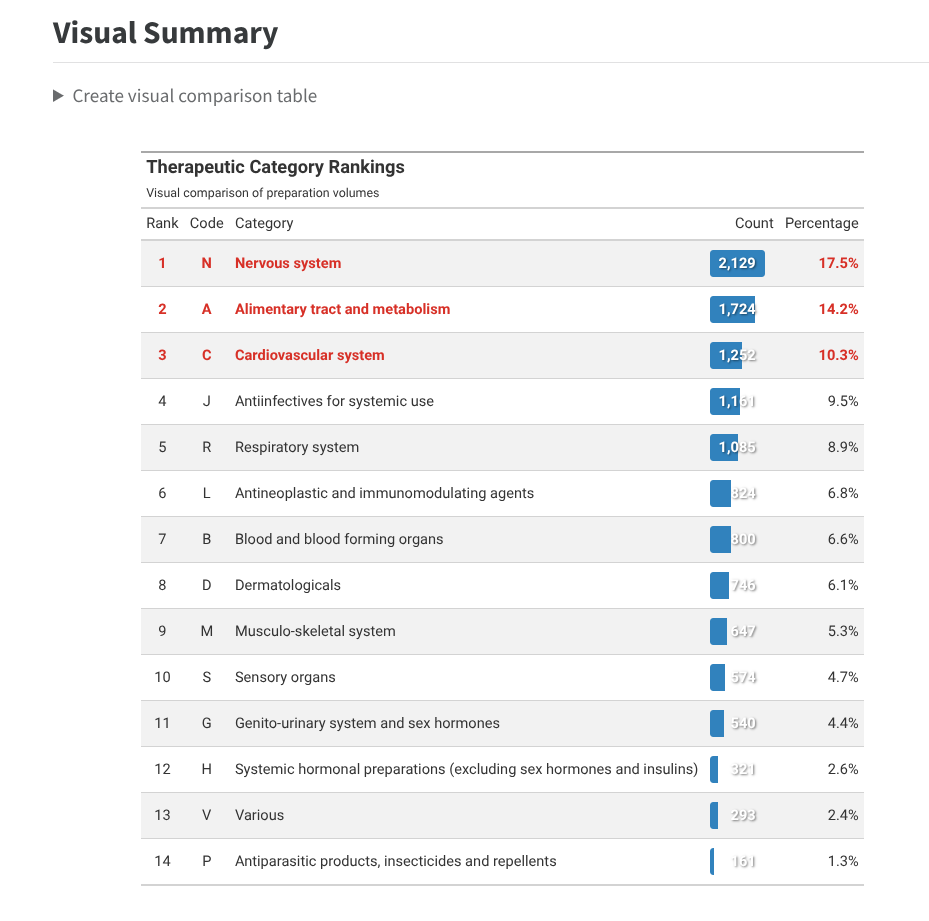 Visual Summary
Create visual comparison table
Therapeutic Category Rankings
Visual comparison of preparation volumes
Rank Code Category Count Percentage
1 N Nervous system 2,129 17.5%
2 A Alimentary tract and metabolism 1,724 14.2%
3 C Cardiovascular system 1,252 10.3%
4 J Antiinfectives for systemic use 1,161 9.5%
5 R Respiratory system 1,085 8.9%
6 L Antineoplastic and immunomodulating agents 824 6.8%
7 B Blood and blood forming organs 800 6.6%
8 D Dermatologicals 746 6.1%
9 M Musculo-skeletal system 647 5.3%
10 S Sensory organs 574 4.7%
11 G Genito-urinary system and sex hormones 540 4.4%
12 H Systemic hormonal preparations (excluding sex hormones and insulins) 321 2.6%
13 V Various 293 2.4%
14 P Antiparasitic products, insecticides and repellents 161 1.3%